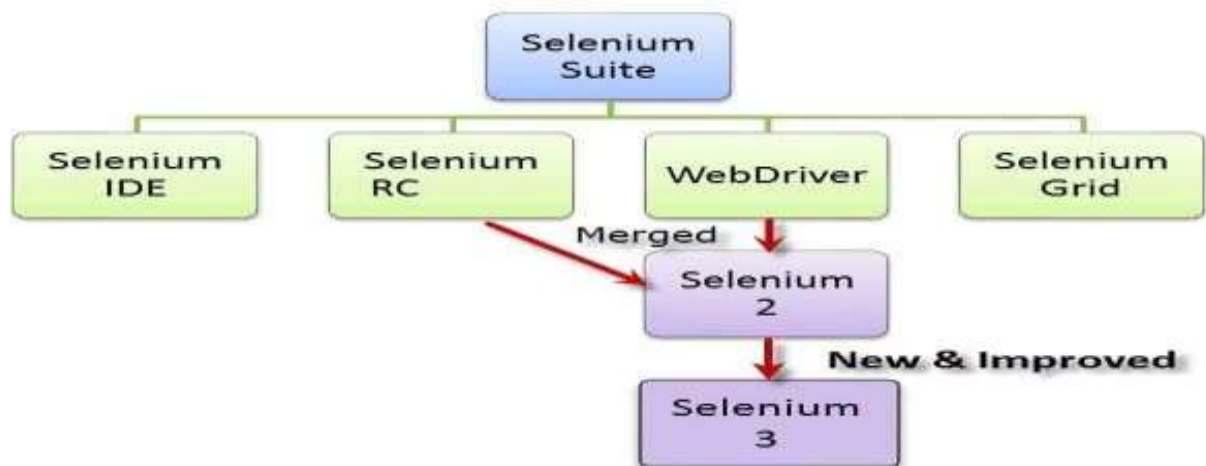 Selenium
Suite
Selenium
IDE
Selenium
RC
WebDriver
Selenium
Grid
Merged
Selenium
2
New & Improved
Selenium
3